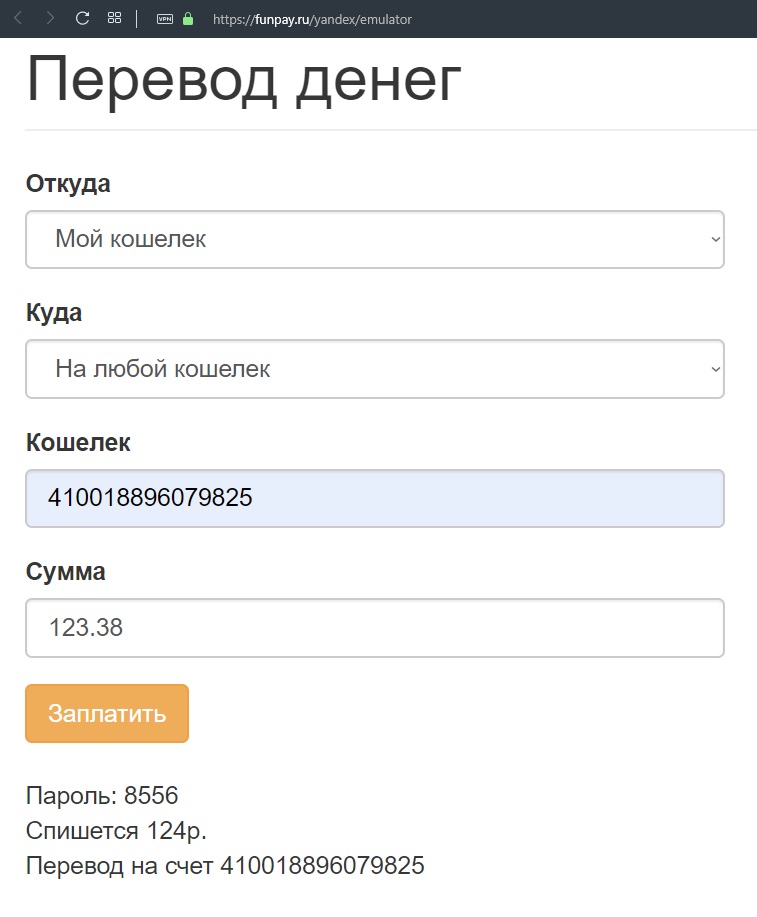 VPN https://funpay.ru/yandex/emulator
Перевод денег
Откуда
Мой кошелек
Куда
На любой кошелек
Кошелек
410018896079825
Сумма
123.38
Заплатить
Пароль: 8556
Спишется 124р.
Перевод на счет 410018896079825